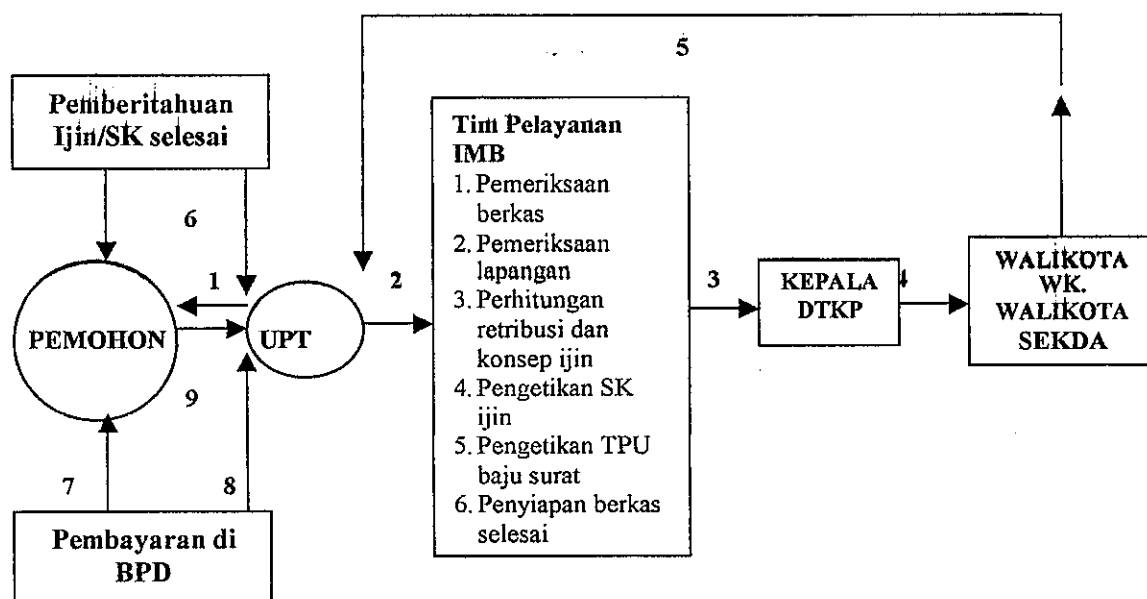 5
Pemberitahuan
Ijin/SK selesai
6
1
PEMOHON
UPT
9
7
8
Pembayaran di
BPD
2
Tim Pelayanan
IMB
1. Pemeriksaan
berkas
2. Pemeriksaan
lapangan
3. Perhitungan
retribusi dan
konsep ijin
4. Pengetikan SK
ijin
5. Pengetikan TPU
baju surat
6. Penyiapan berkas
selesai
3
KEPALA
DTKP
4
WALIKOTA
WK.
WALIKOTA
SEKDA